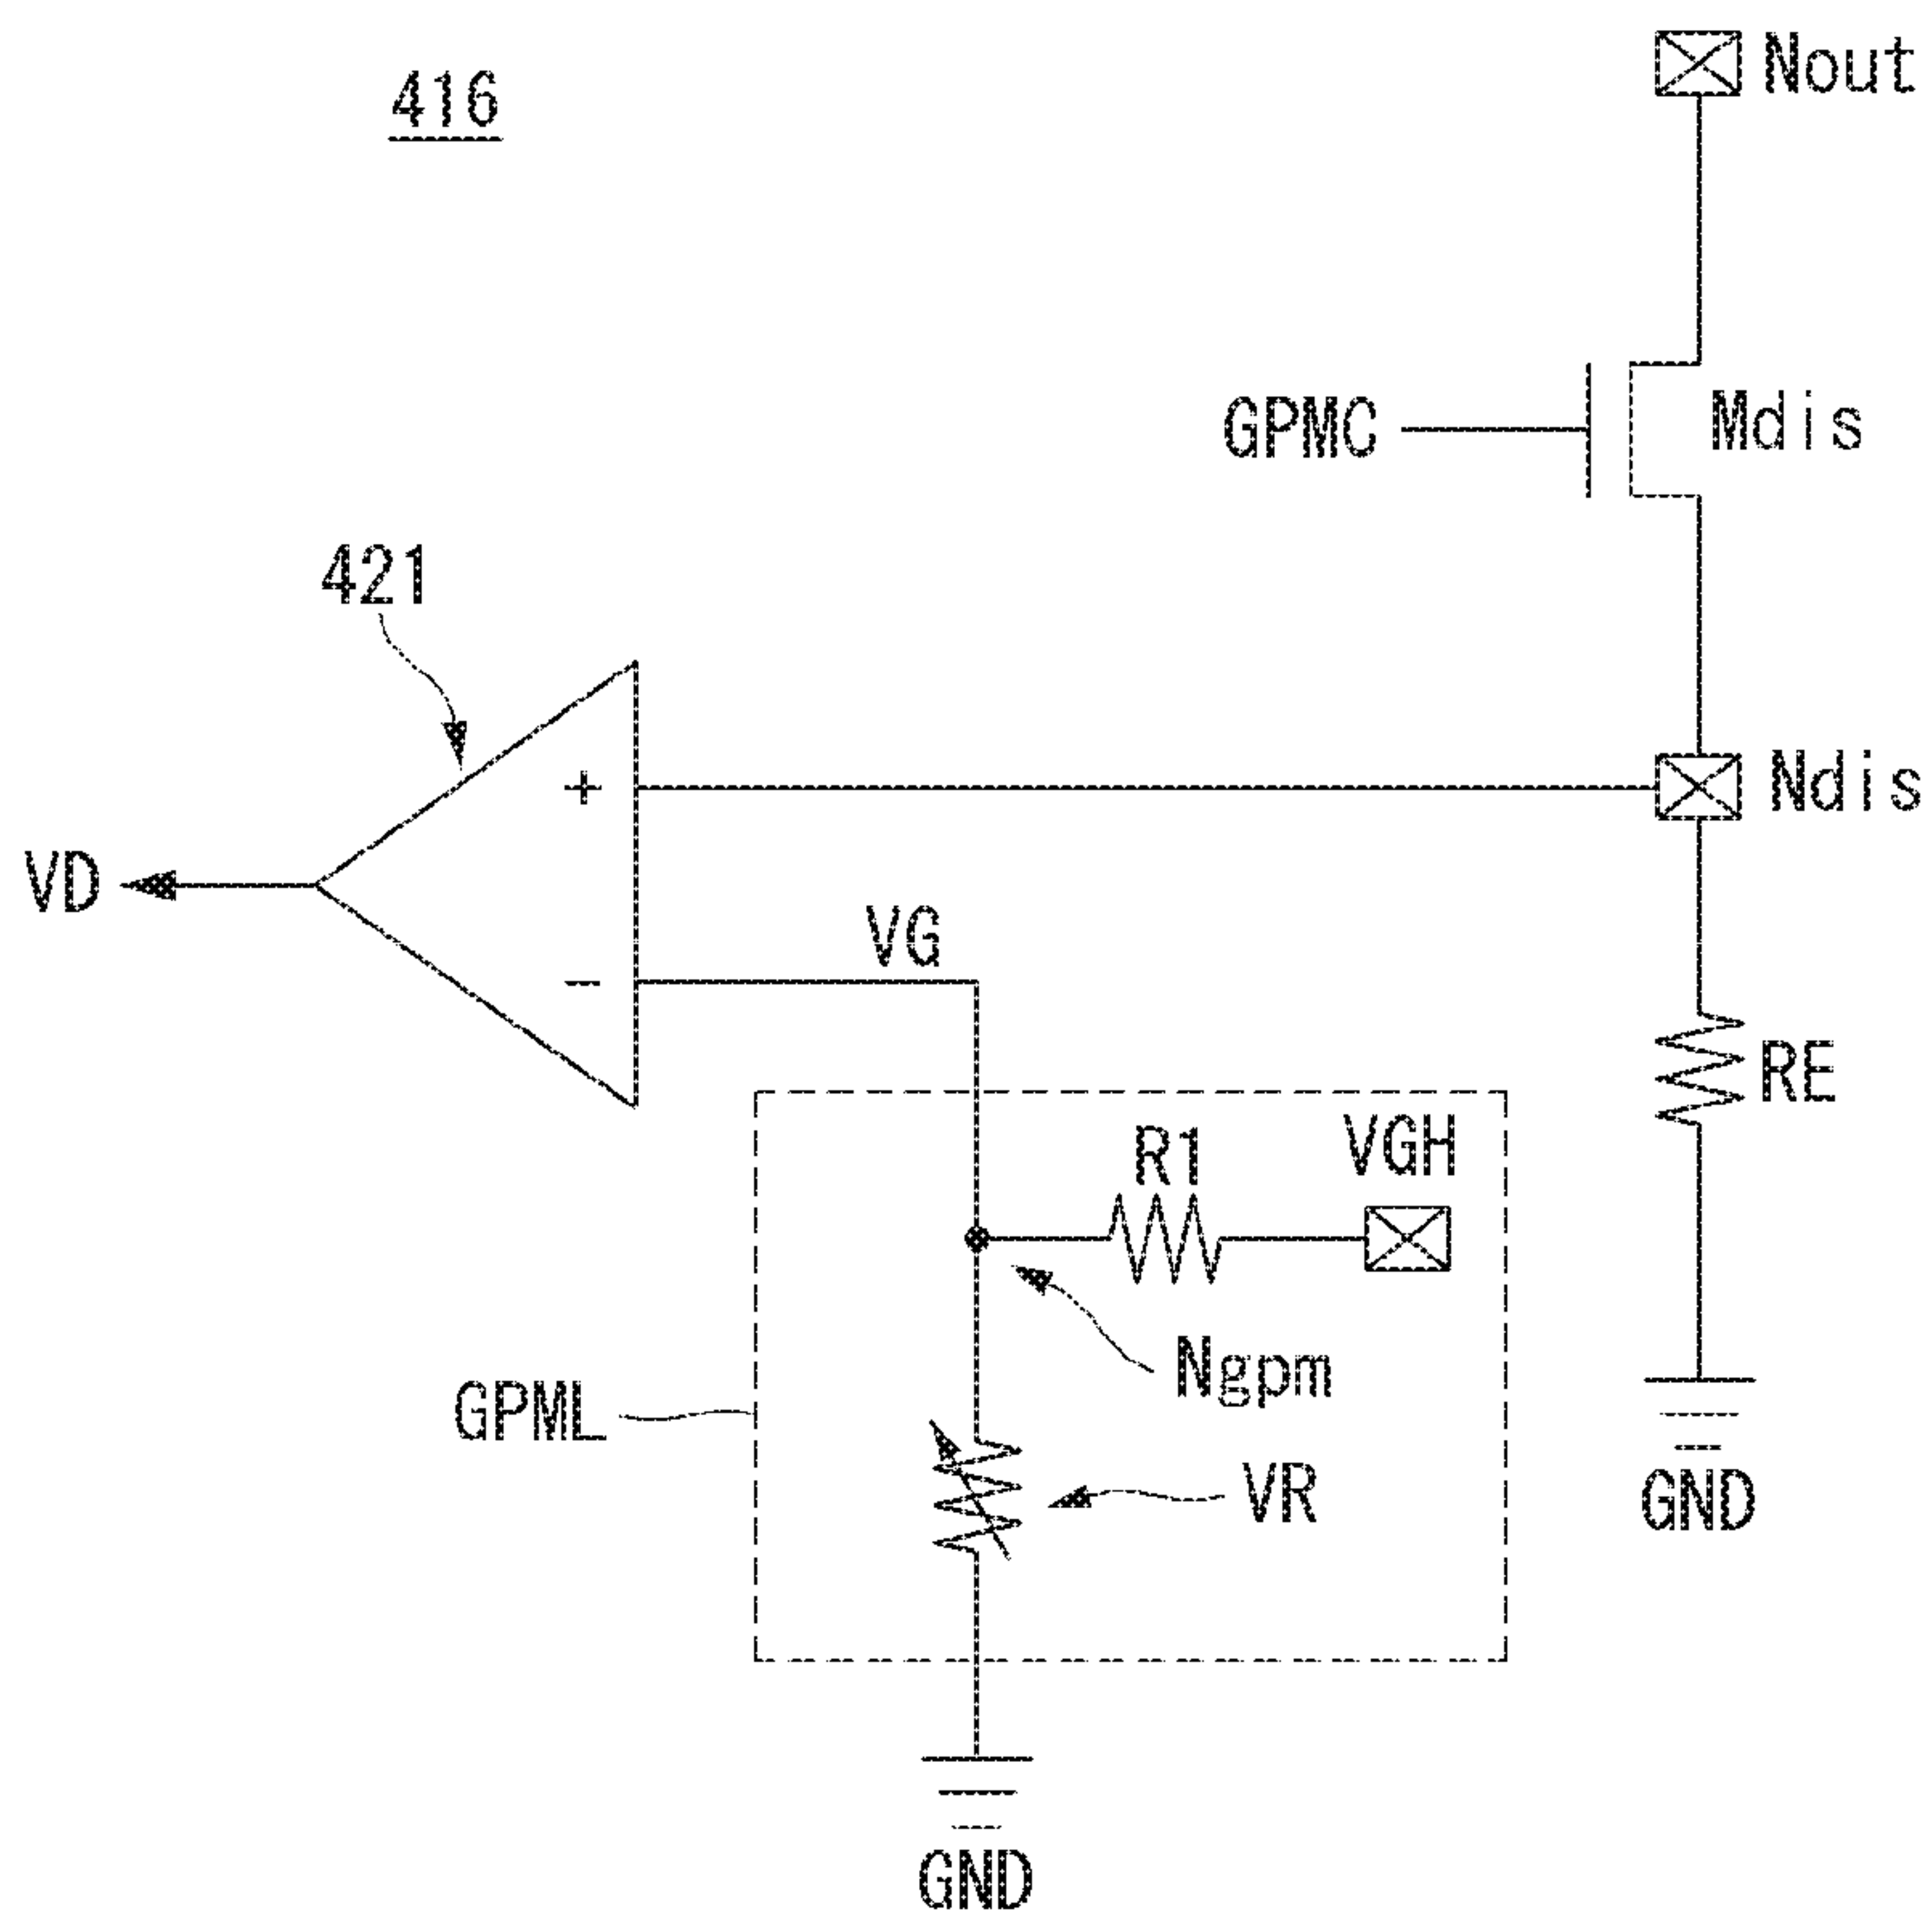 416
Nout
GPMC
Mdis
421
+
Ndis
VD
VG
−
RE
R1
VGH
Ngpm
GPML
VR
GND
GND